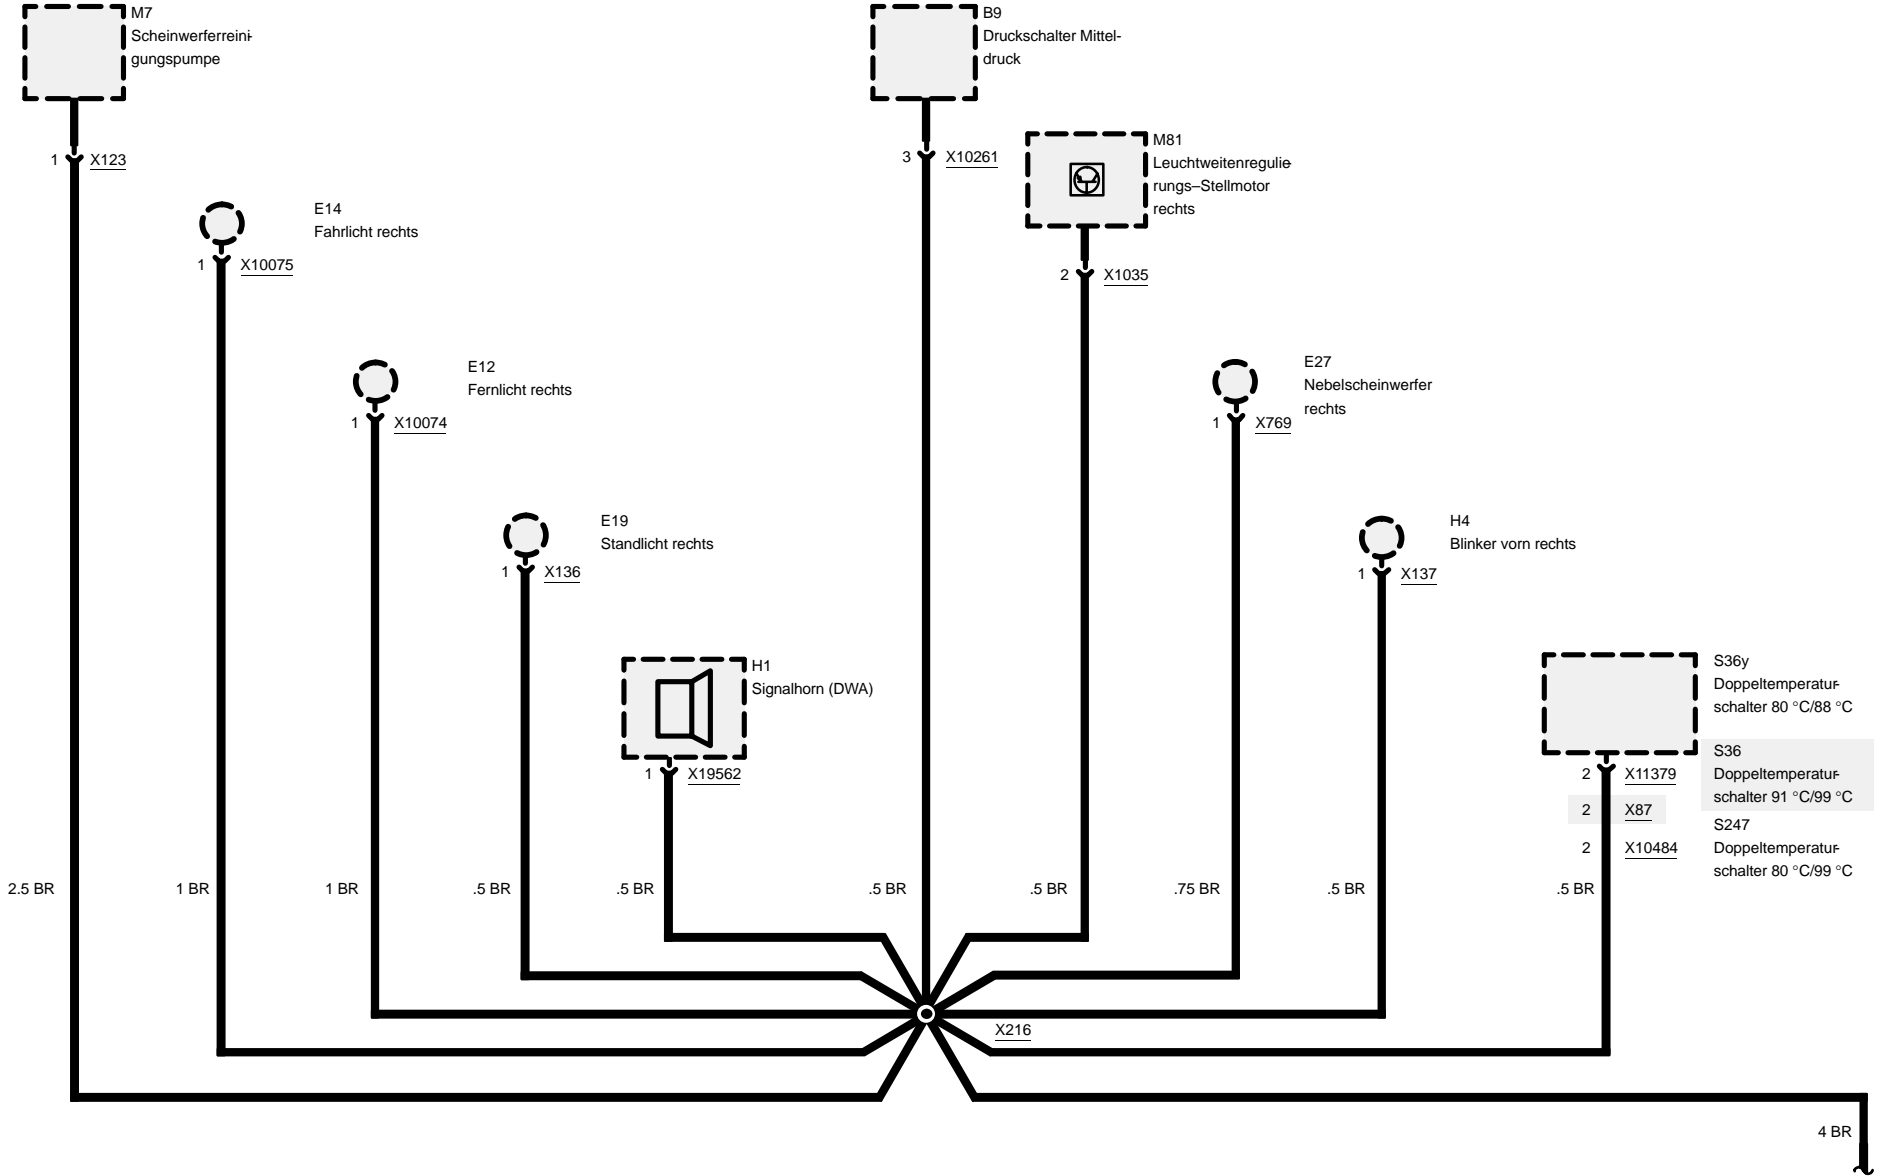 M7
Scheinwerferreini-
gungspumpe
1 X123
B9
Druckschalter Mittel-
druck
3 X10261
M81
Leuchtweitenregulie-
rungs–Stellmotor
rechts
2 X1035
E14
Fahrlicht rechts
1 X10075
E12
Fernlicht rechts
1 X10074
E27
Nebelscheinwerfer
rechts
1 X769
E19
Standlicht rechts
1 X136
H4
Blinker vorn rechts
1 X137
H1
Signalhorn (DWA)
1 X19562
S36y
Doppeltemperatur-
schalter 80 °C/88 °C
S36
Doppeltemperatur-
schalter 91 °C/99 °C
S247
Doppeltemperatur-
schalter 80 °C/99 °C
2 X11379
2 X87
2 X10484
2.5 BR
1 BR
1 BR
.5 BR
.5 BR
.5 BR
.5 BR
.75 BR
.5 BR
.5 BR
X216
4 BR